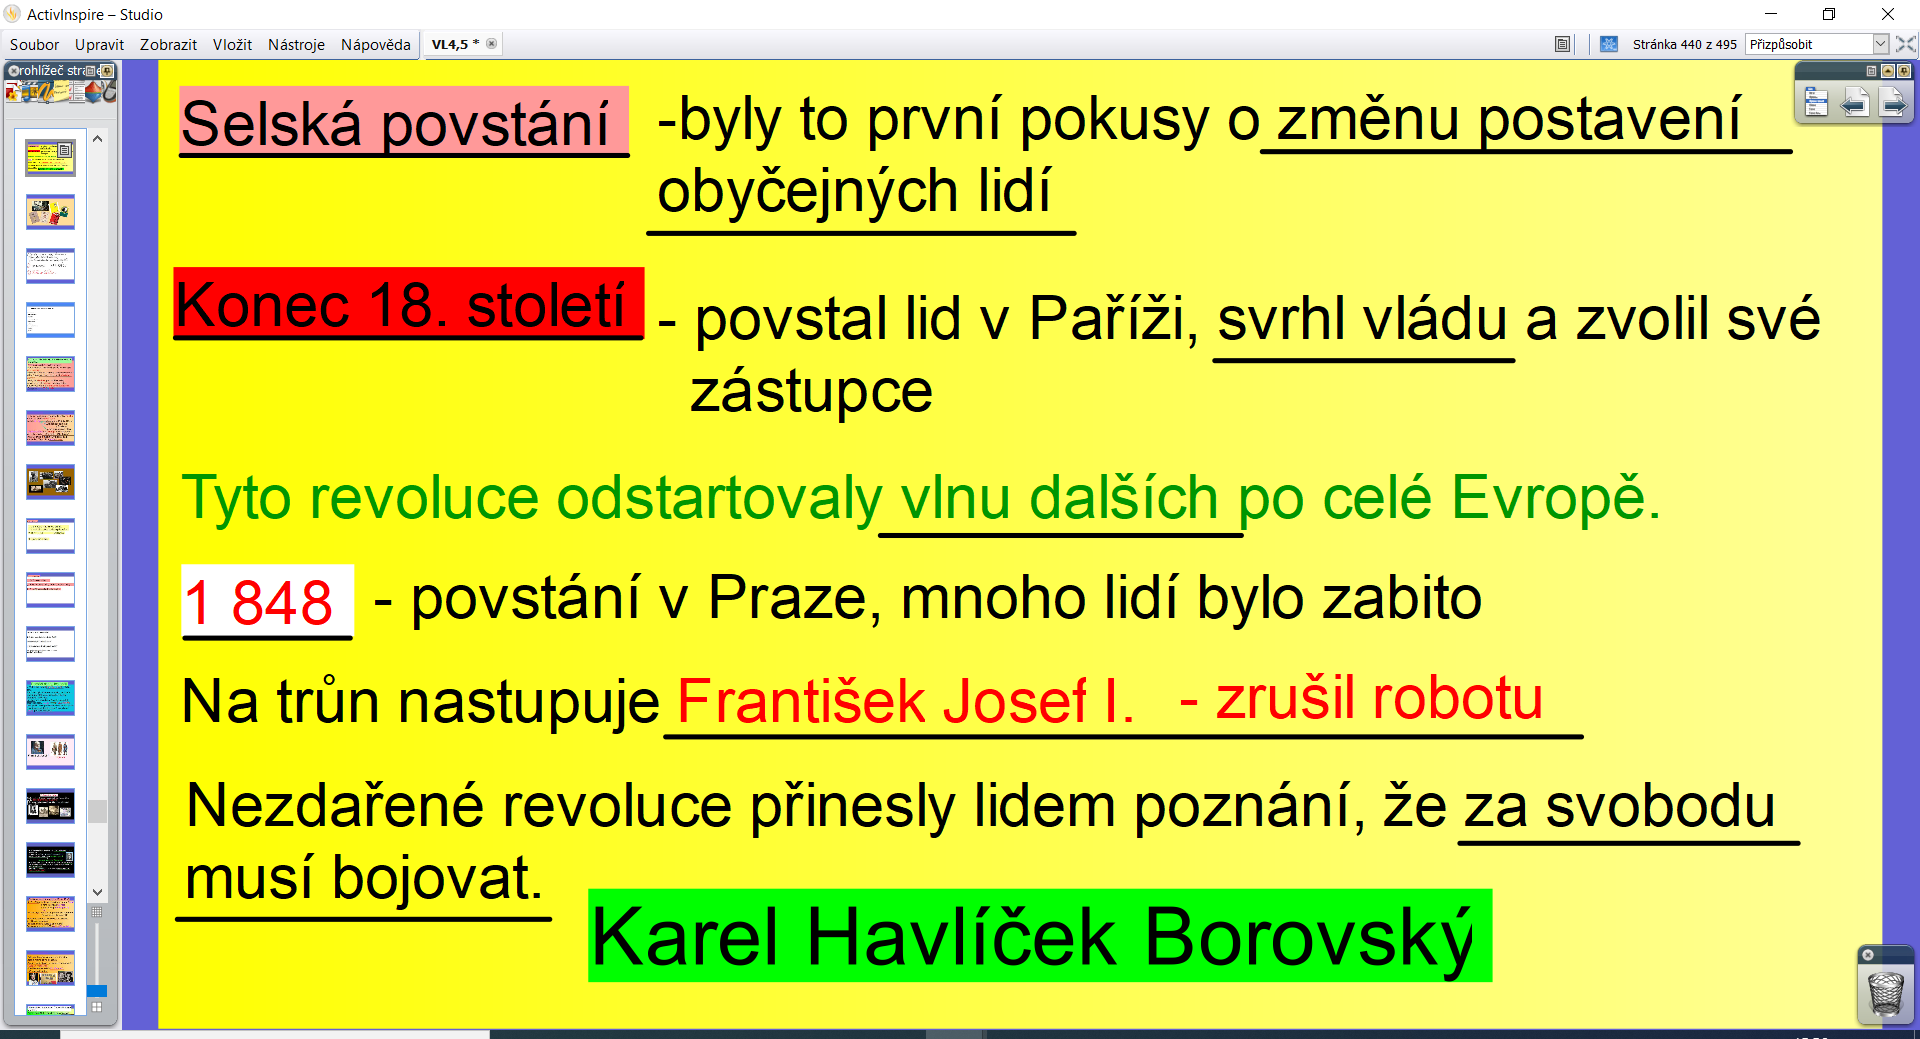 ActivInspire – Studio
Soubor Upravit Zobrazit Vložit Nástroje Nápověda VL4,5 * Stránka 440 z 495 Přizpůsobit
Selská povstání -byly to první pokusy o změnu postavení
obyčejných lidí
Konec 18. století - povstal lid v Paříži, svrhl vládu a zvolil své
zástupce
Tyto revoluce odstartovaly vlnu dalších po celé Evropě.
1 848 - povstání v Praze, mnoho lidí bylo zabito
Na trůn nastupuje František Josef I. - zrušil robotu
Nezdařené revoluce přinesly lidem poznání, že za svobodu
musí bojovat.
Karel Havlíček Borovský